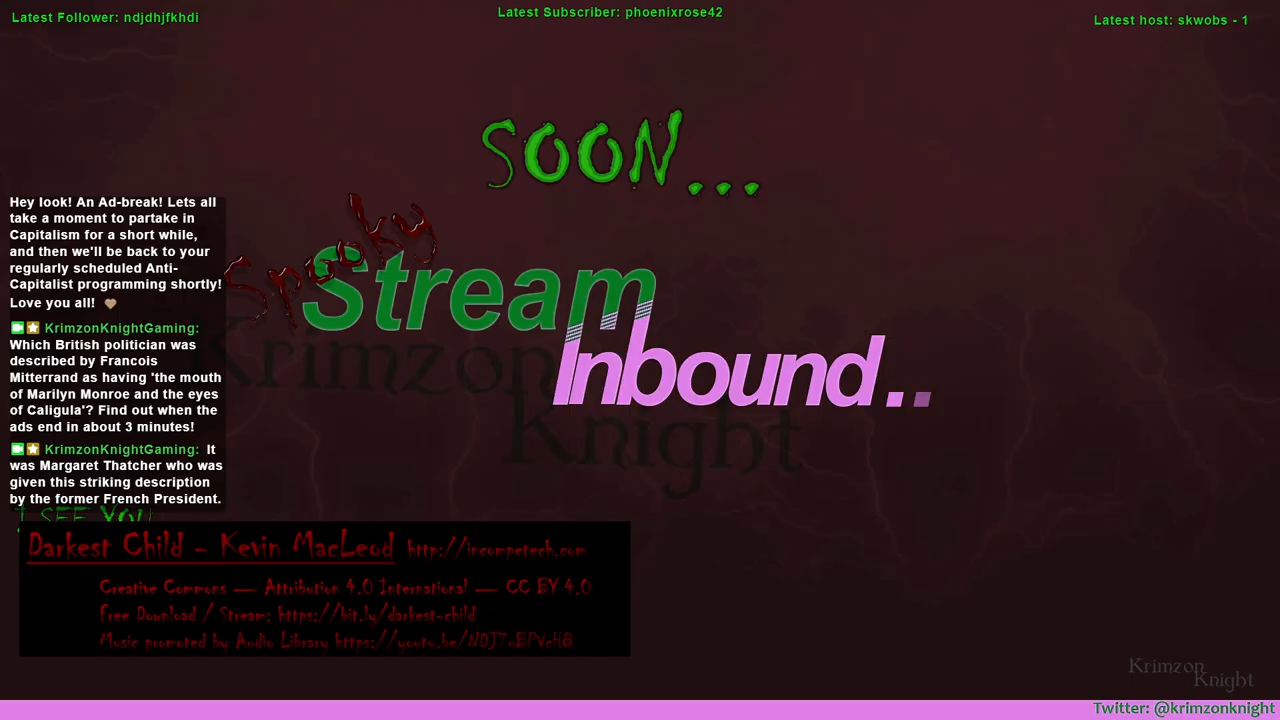 Latest Follower: ndjdhjfkhdi
Latest Subscriber: phoenixrose42
Latest host: skwobs - 1
SOON...
Spooky
Stream
Inbound..
Krimzon
Knight
Hey look! An Ad-break! Lets all
take a moment to partake in
Capitalism for a short while,
and then we'll be back to your
regularly scheduled Anti-
Capitalist programming shortly!
Love you all!
KrimzonKnightGaming:
Which British politician was
described by Francois
Mitterrand as having 'the mouth
of Marilyn Monroe and the eyes
of Caligula'? Find out when the
ads end in about 3 minutes!
KrimzonKnightGaming: It
was Margaret Thatcher who was
given this striking description
by the former French President.
I SEE YOU
Darkest Child - Kevin MacLeod http://incompetech.com
Creative Commons — Attribution 4.0 International — CC BY 4.0
Free Download / Stream: https://bit.ly/darkest-child
Music promoted by Audio Library
Krimzon
Knight
Twitter: @krimzonknight